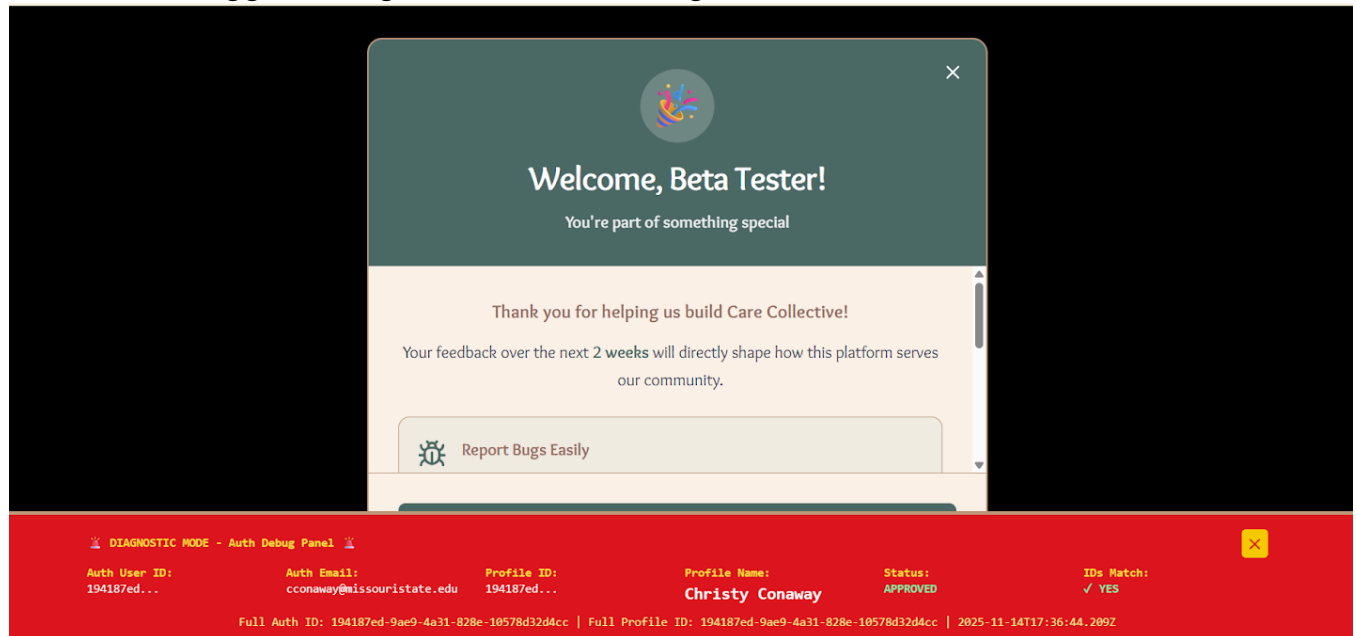 Welcome, Beta Tester!
You're part of something special
Thank you for helping us build Care Collective!
Your feedback over the next 2 weeks will directly shape how this platform serves
our community.
Report Bugs Easily
DIAGNOSTIC MODE - Auth Debug Panel
Auth User ID: Auth Email: Profile ID: Profile Name: Status: IDs Match:
194187ed... cconaway@missouristate.edu 194187ed... Christy Conaway APPROVED ✓ YES
Full Auth ID: 194187ed-9ae9-4a31-828e-10578d32d4cc | Full Profile ID: 194187ed-9ae9-4a31-828e-10578d32d4cc | 2025-11-14T17:36:44.209Z